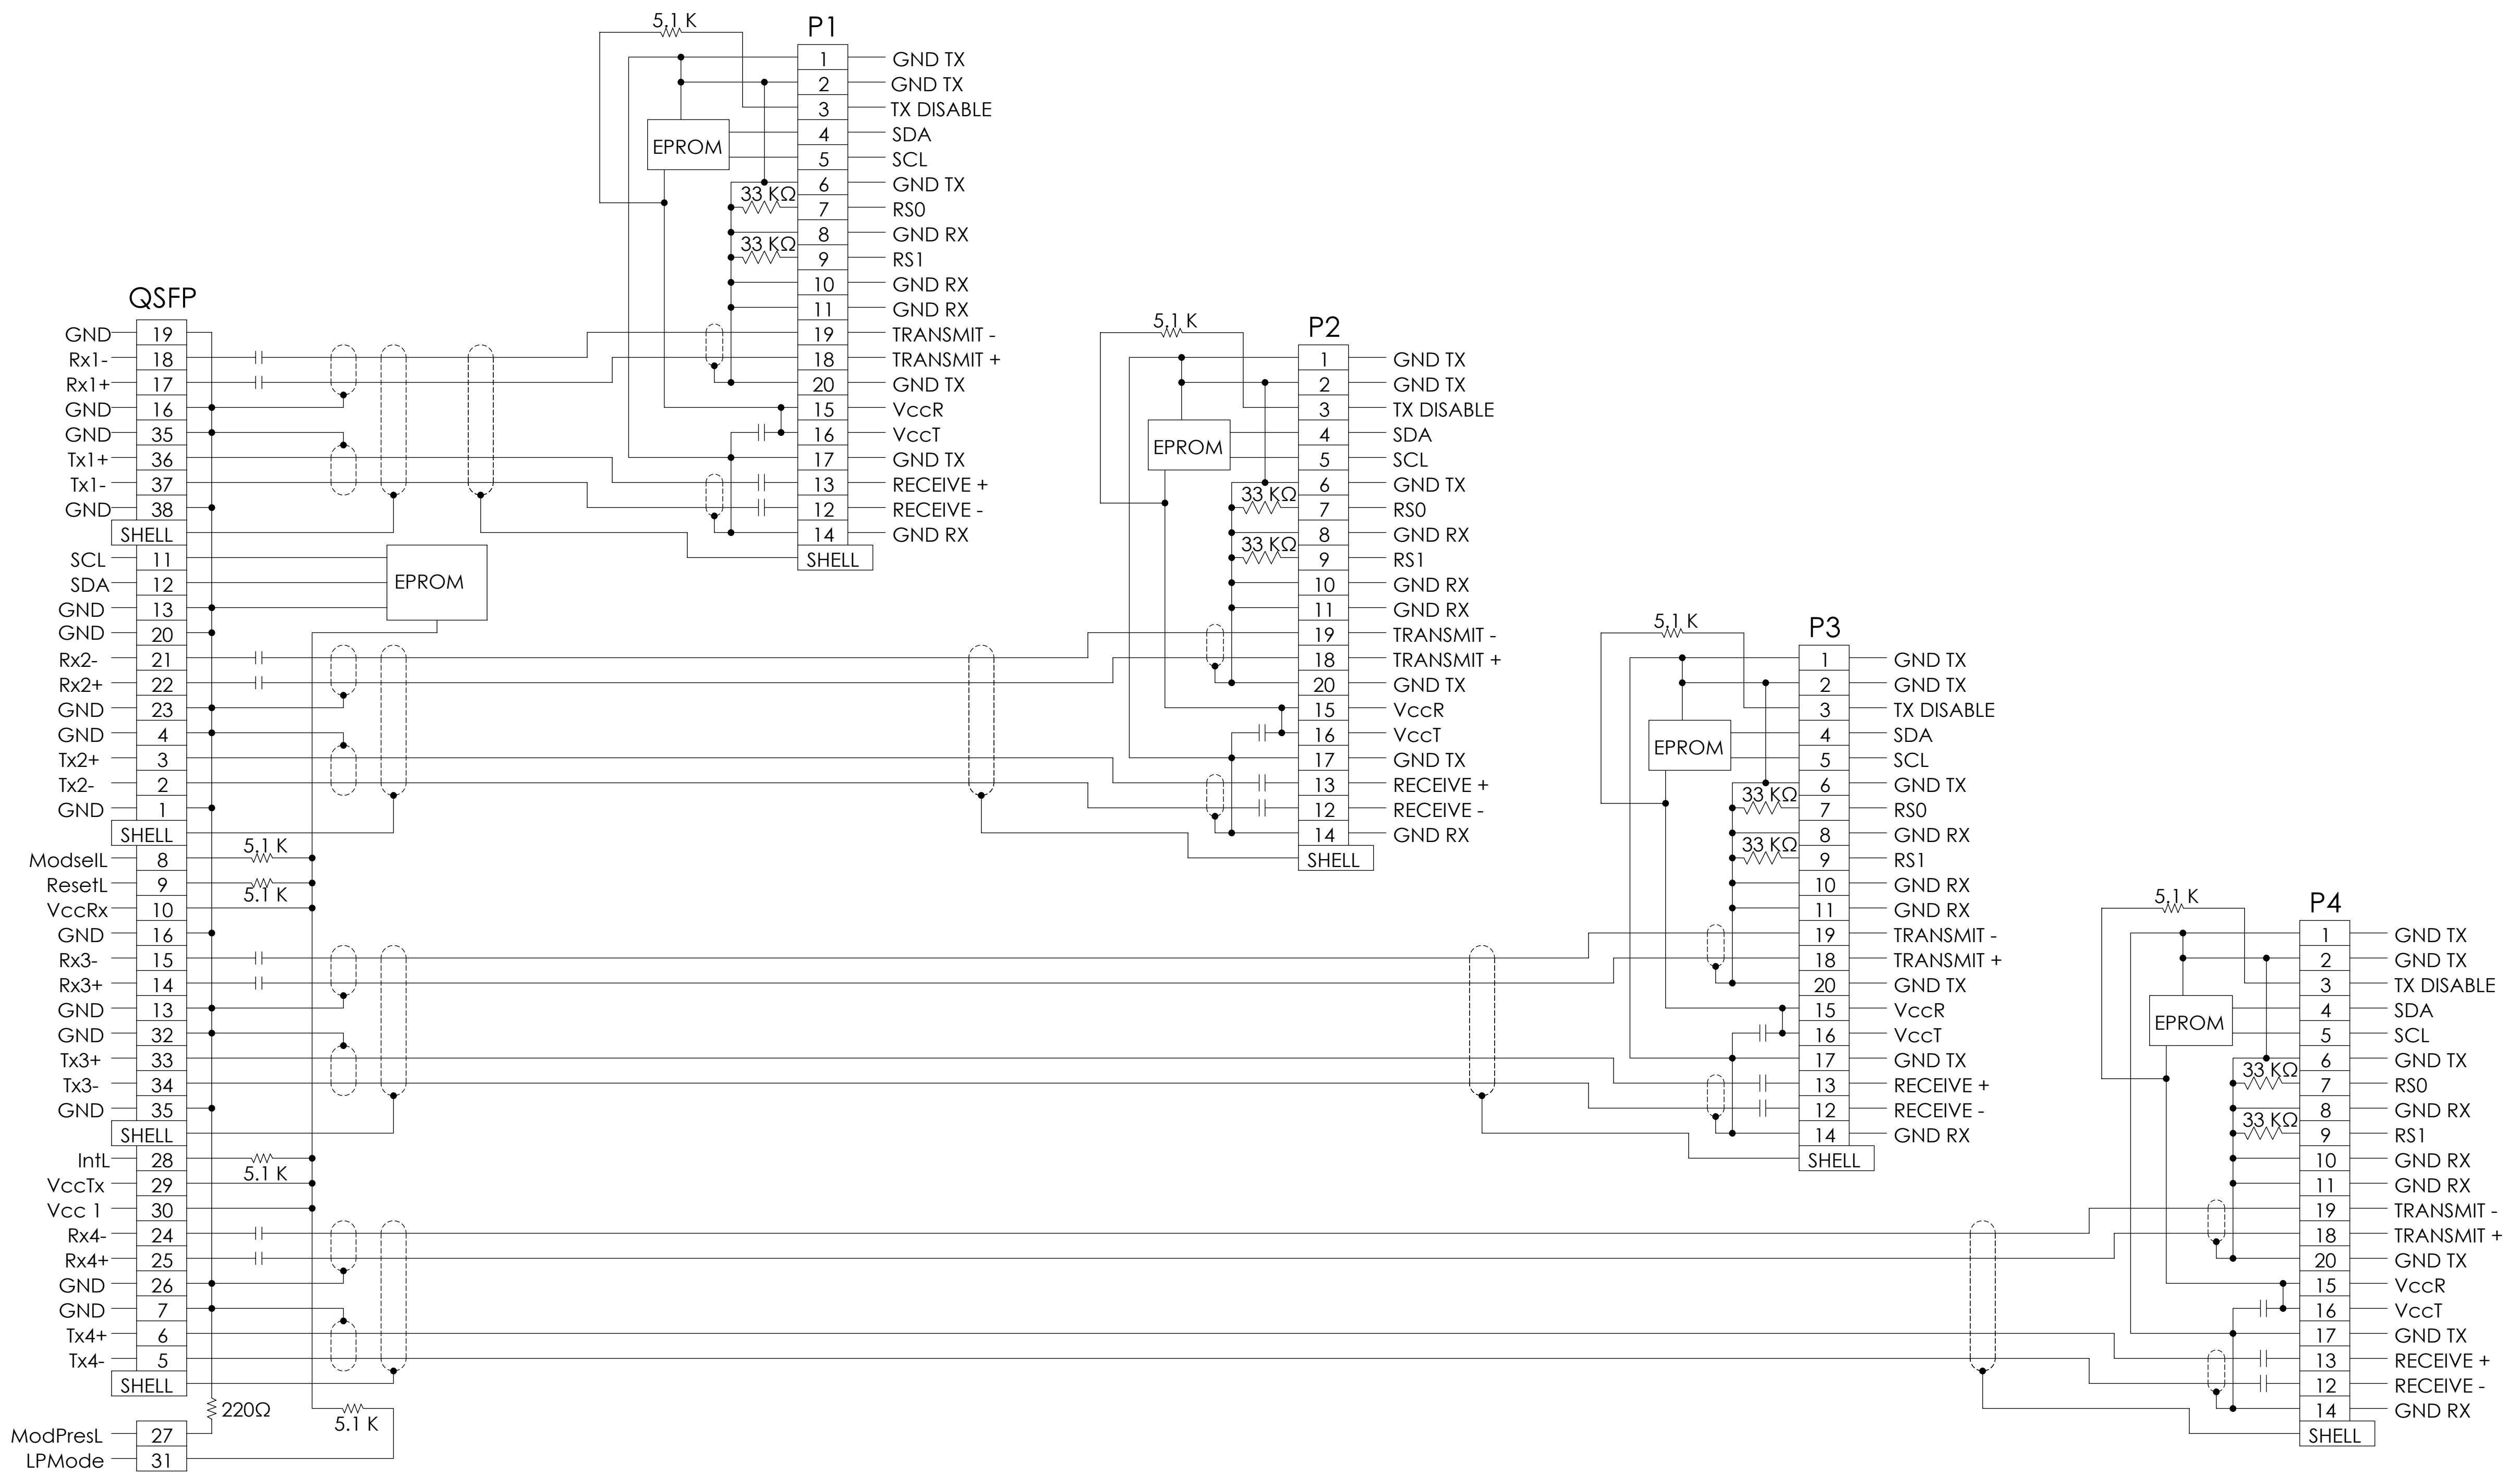 QSFP
GND 19
Rx1- 18
Rx1+ 17
GND 16
GND 35
Tx1+ 36
Tx1- 37
GND 38
SHELL
SCL 11
SDA 12
GND 13
EPROM
GND 20
Rx2- 21
Rx2+ 22
GND 23
GND 4
Tx2+ 3
Tx2- 2
GND 1
SHELL
ModselL 8 5.1 K
ResetL 9 5.1 K
VccRx 10
GND 16
Rx3- 15
Rx3+ 14
GND 13
GND 32
Tx3+ 33
Tx3- 34
GND 35
SHELL
IntL 28 5.1 K
VccTx 29
Vcc 1 30
Rx4- 24
Rx4+ 25
GND 26
GND 7
Tx4+ 6
Tx4- 5
SHELL
220Ω
5.1 K
ModPresL 27
LPMode 31
P1
5.1 K
1 GND TX
2 GND TX
3 TX DISABLE
EPROM
4 SDA
5 SCL
6 GND TX
33 KΩ 7 RS0
8 GND RX
33 KΩ 9 RS1
10 GND RX
11 GND RX
19 TRANSMIT -
18 TRANSMIT +
20 GND TX
15 VccR
16 VccT
17 GND TX
13 RECEIVE +
12 RECEIVE -
14 GND RX
SHELL
P2
5.1 K
1 GND TX
2 GND TX
3 TX DISABLE
EPROM
4 SDA
5 SCL
6 GND TX
33 KΩ 7 RS0
8 GND RX
33 KΩ 9 RS1
10 GND RX
11 GND RX
19 TRANSMIT -
18 TRANSMIT +
20 GND TX
15 VccR
16 VccT
17 GND TX
13 RECEIVE +
12 RECEIVE -
14 GND RX
SHELL
P3
5.1 K
1 GND TX
2 GND TX
3 TX DISABLE
EPROM
4 SDA
5 SCL
6 GND TX
33 KΩ 7 RS0
8 GND RX
33 KΩ 9 RS1
10 GND RX
11 GND RX
19 TRANSMIT -
18 TRANSMIT +
20 GND TX
15 VccR
16 VccT
17 GND TX
13 RECEIVE +
12 RECEIVE -
14 GND RX
SHELL
P4
5.1 K
1 GND TX
2 GND TX
3 TX DISABLE
EPROM
4 SDA
5 SCL
6 GND TX
33 KΩ 7 RS0
8 GND RX
33 KΩ 9 RS1
10 GND RX
11 GND RX
19 TRANSMIT -
18 TRANSMIT +
20 GND TX
15 VccR
16 VccT
17 GND TX
13 RECEIVE +
12 RECEIVE -
14 GND RX
SHELL